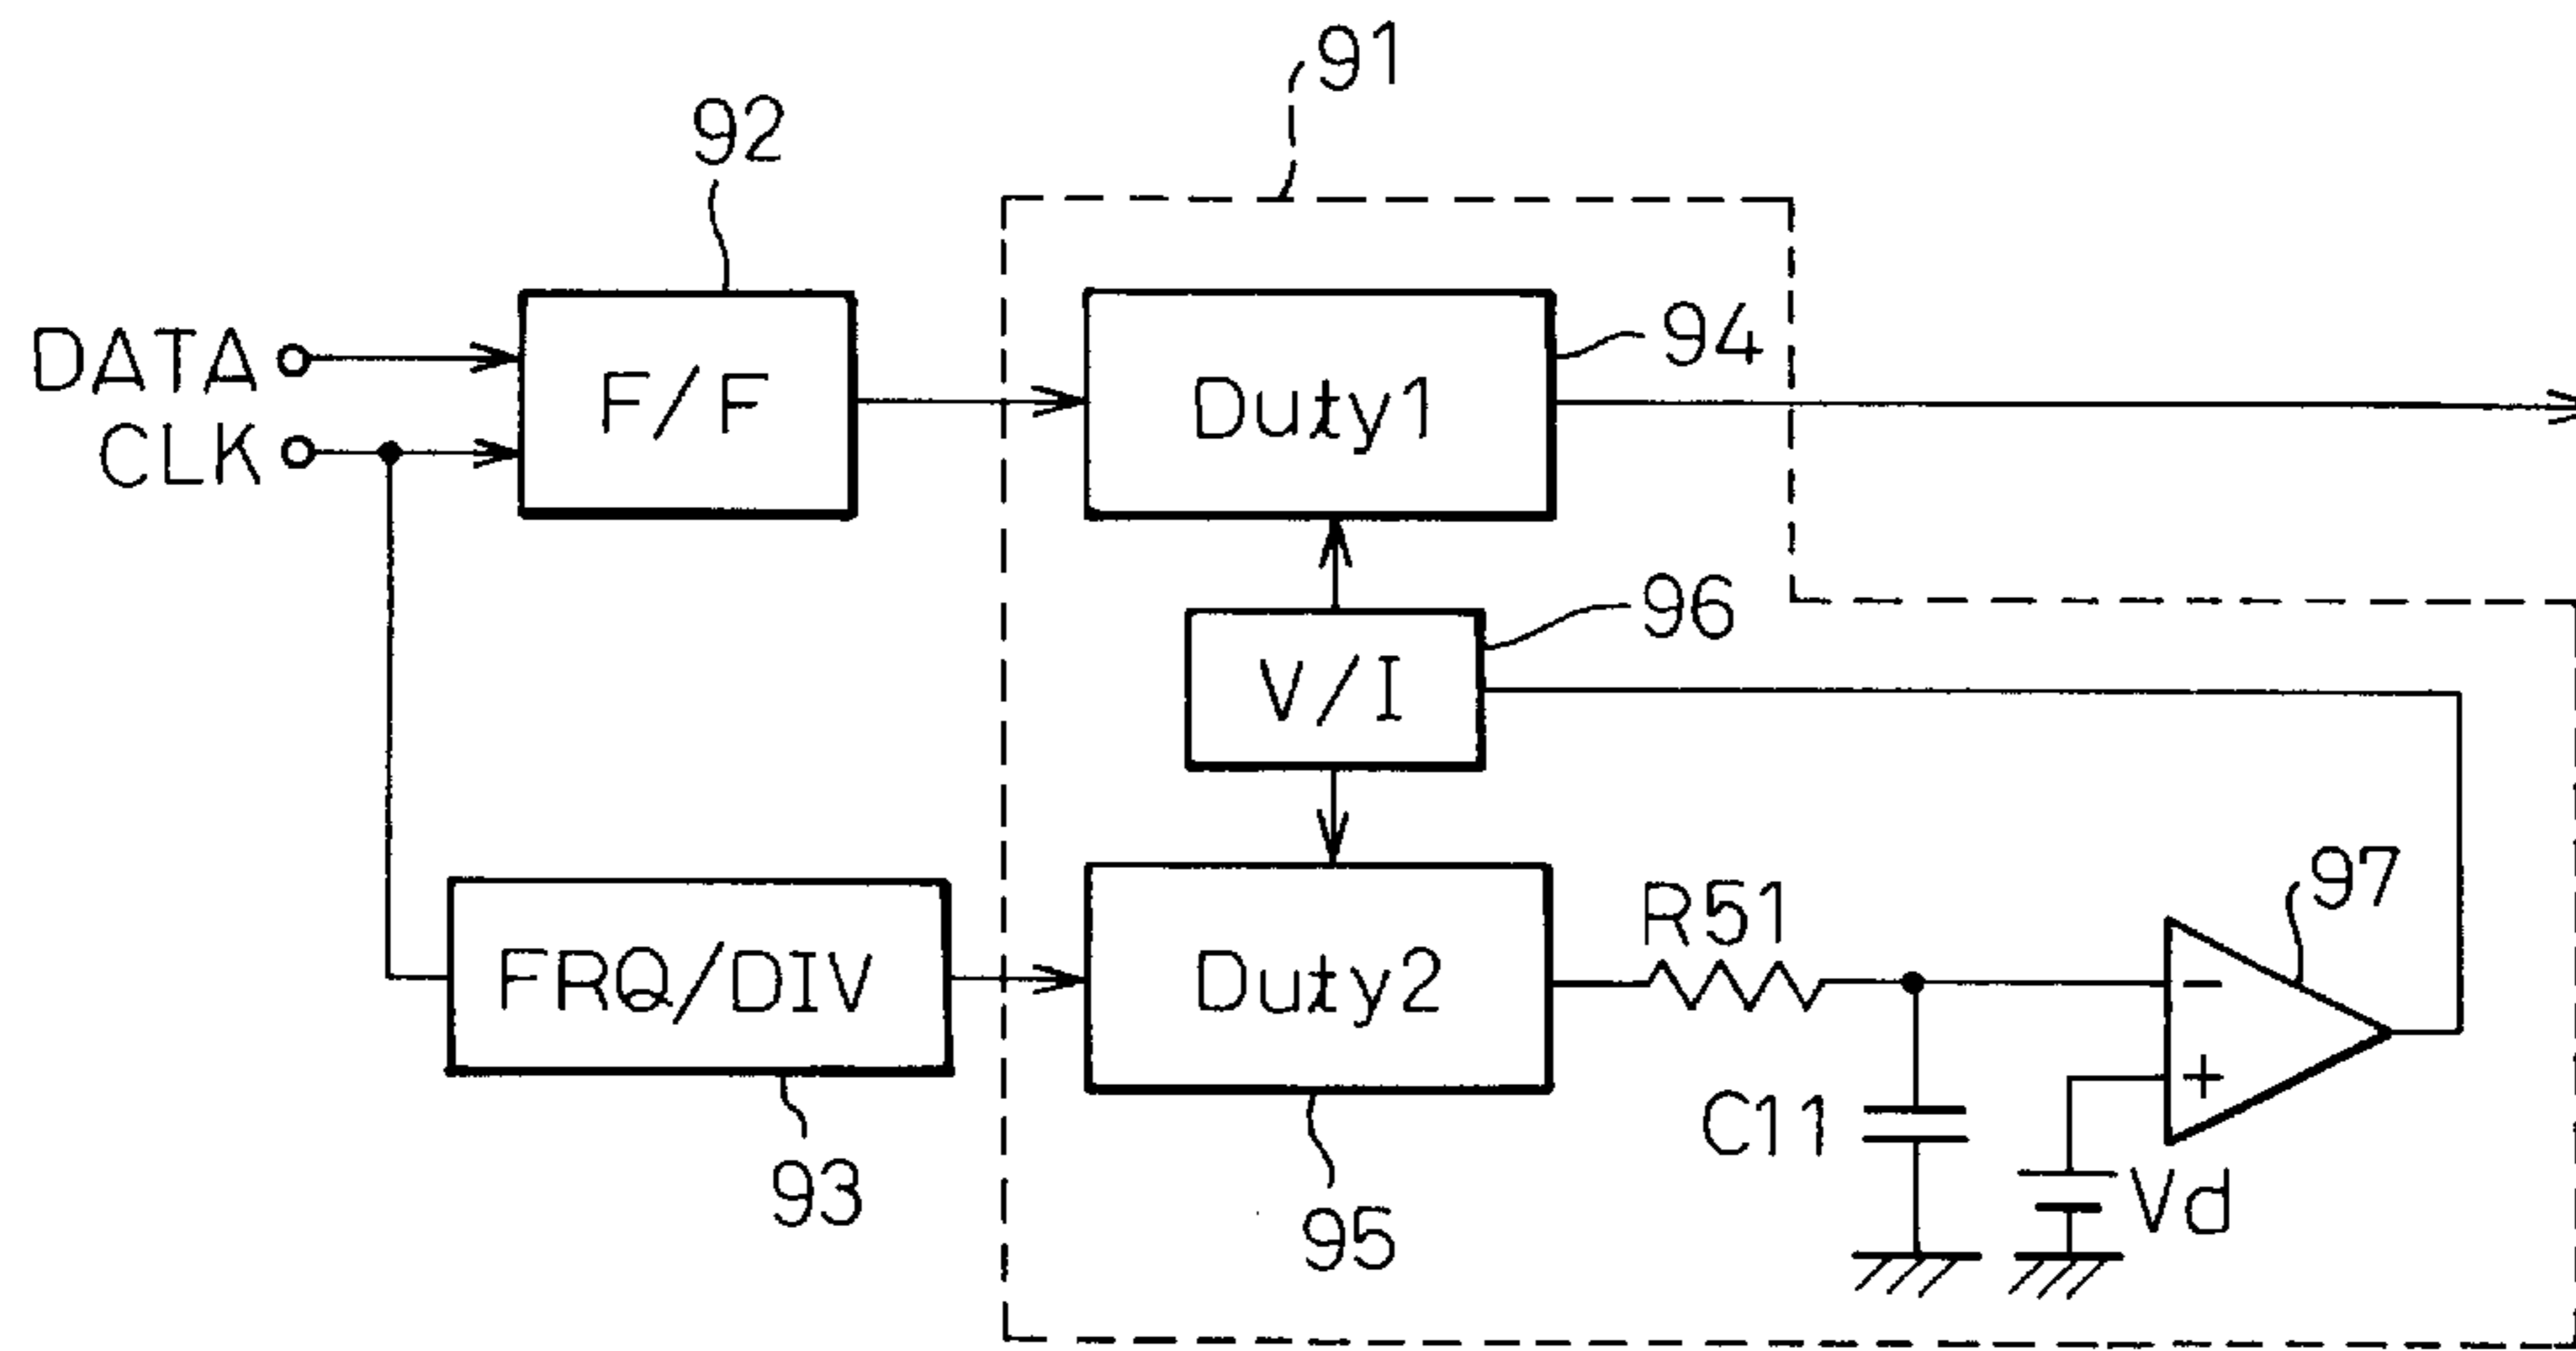 91
92
DATA
CLK
F/F
Duty1
94
96
V/I
97
R51
FRQ/DIV
Duty2
-
+
C11
Vd
93
95